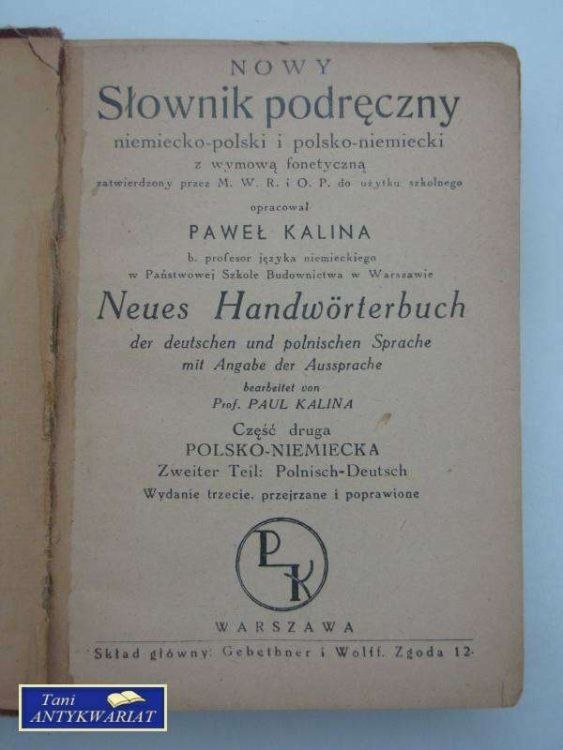 NOWY
Słownik podręczny
niemiecko-polski i polsko-niemiecki
z wymową fonetyczną
zatwierdzony przez M. W. R. i O. P. do użytku szkolnego
opracował
PAWEŁ KALINA
b. profesor języka niemieckiego
w Państwowej Szkole Budownictwa w Warszawie
Neues Handwörterbuch
der deutschen und polnischen Sprache
mit Angabe der Aussprache
bearbeitet von
Prof. PAUL KALINA
Część druga
POLSKO-NIEMIECKA
Zweiter Teil: Polnisch-Deutsch
Wydanie trzecie, przejrzane i poprawione
PK
WARSZAWA
Skład główny: Gebethner i Wolff. Zgoda 12.
Tani
ANTYKWARIAT